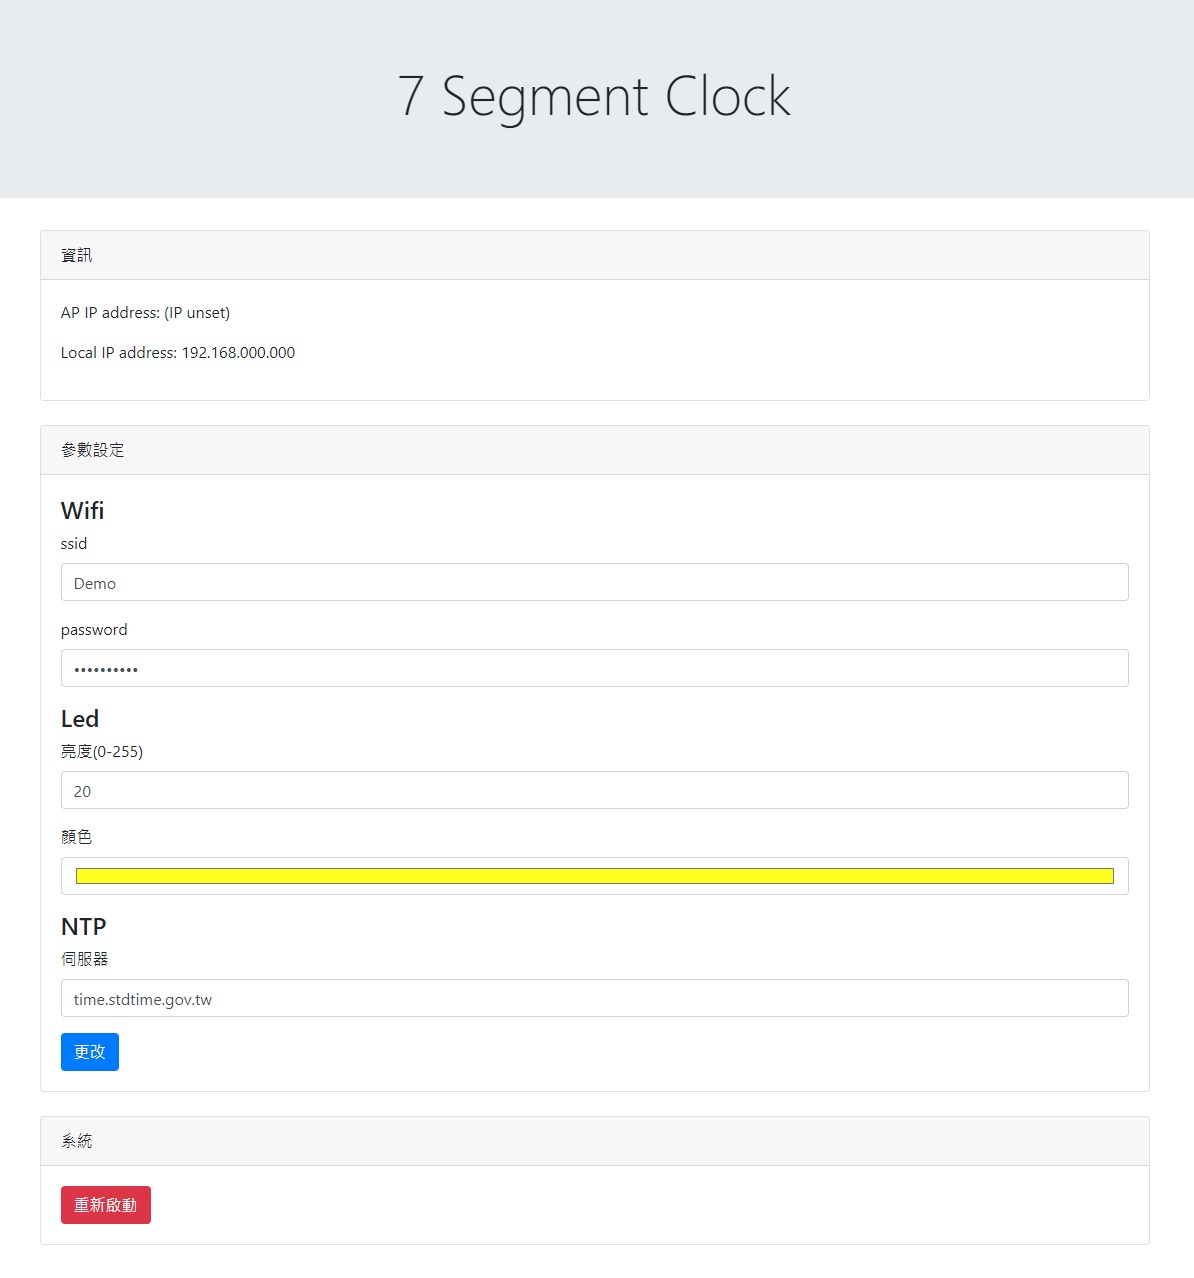 7 Segment Clock
資訊
AP IP address: (IP unset)
Local IP address: 192.168.000.000
參數設定
Wifi
ssid
Demo
password
••••••••••
Led
亮度(0-255)
20
顏色
NTP
伺服器
time.stdtime.gov.tw
更改
系統
重新啟動